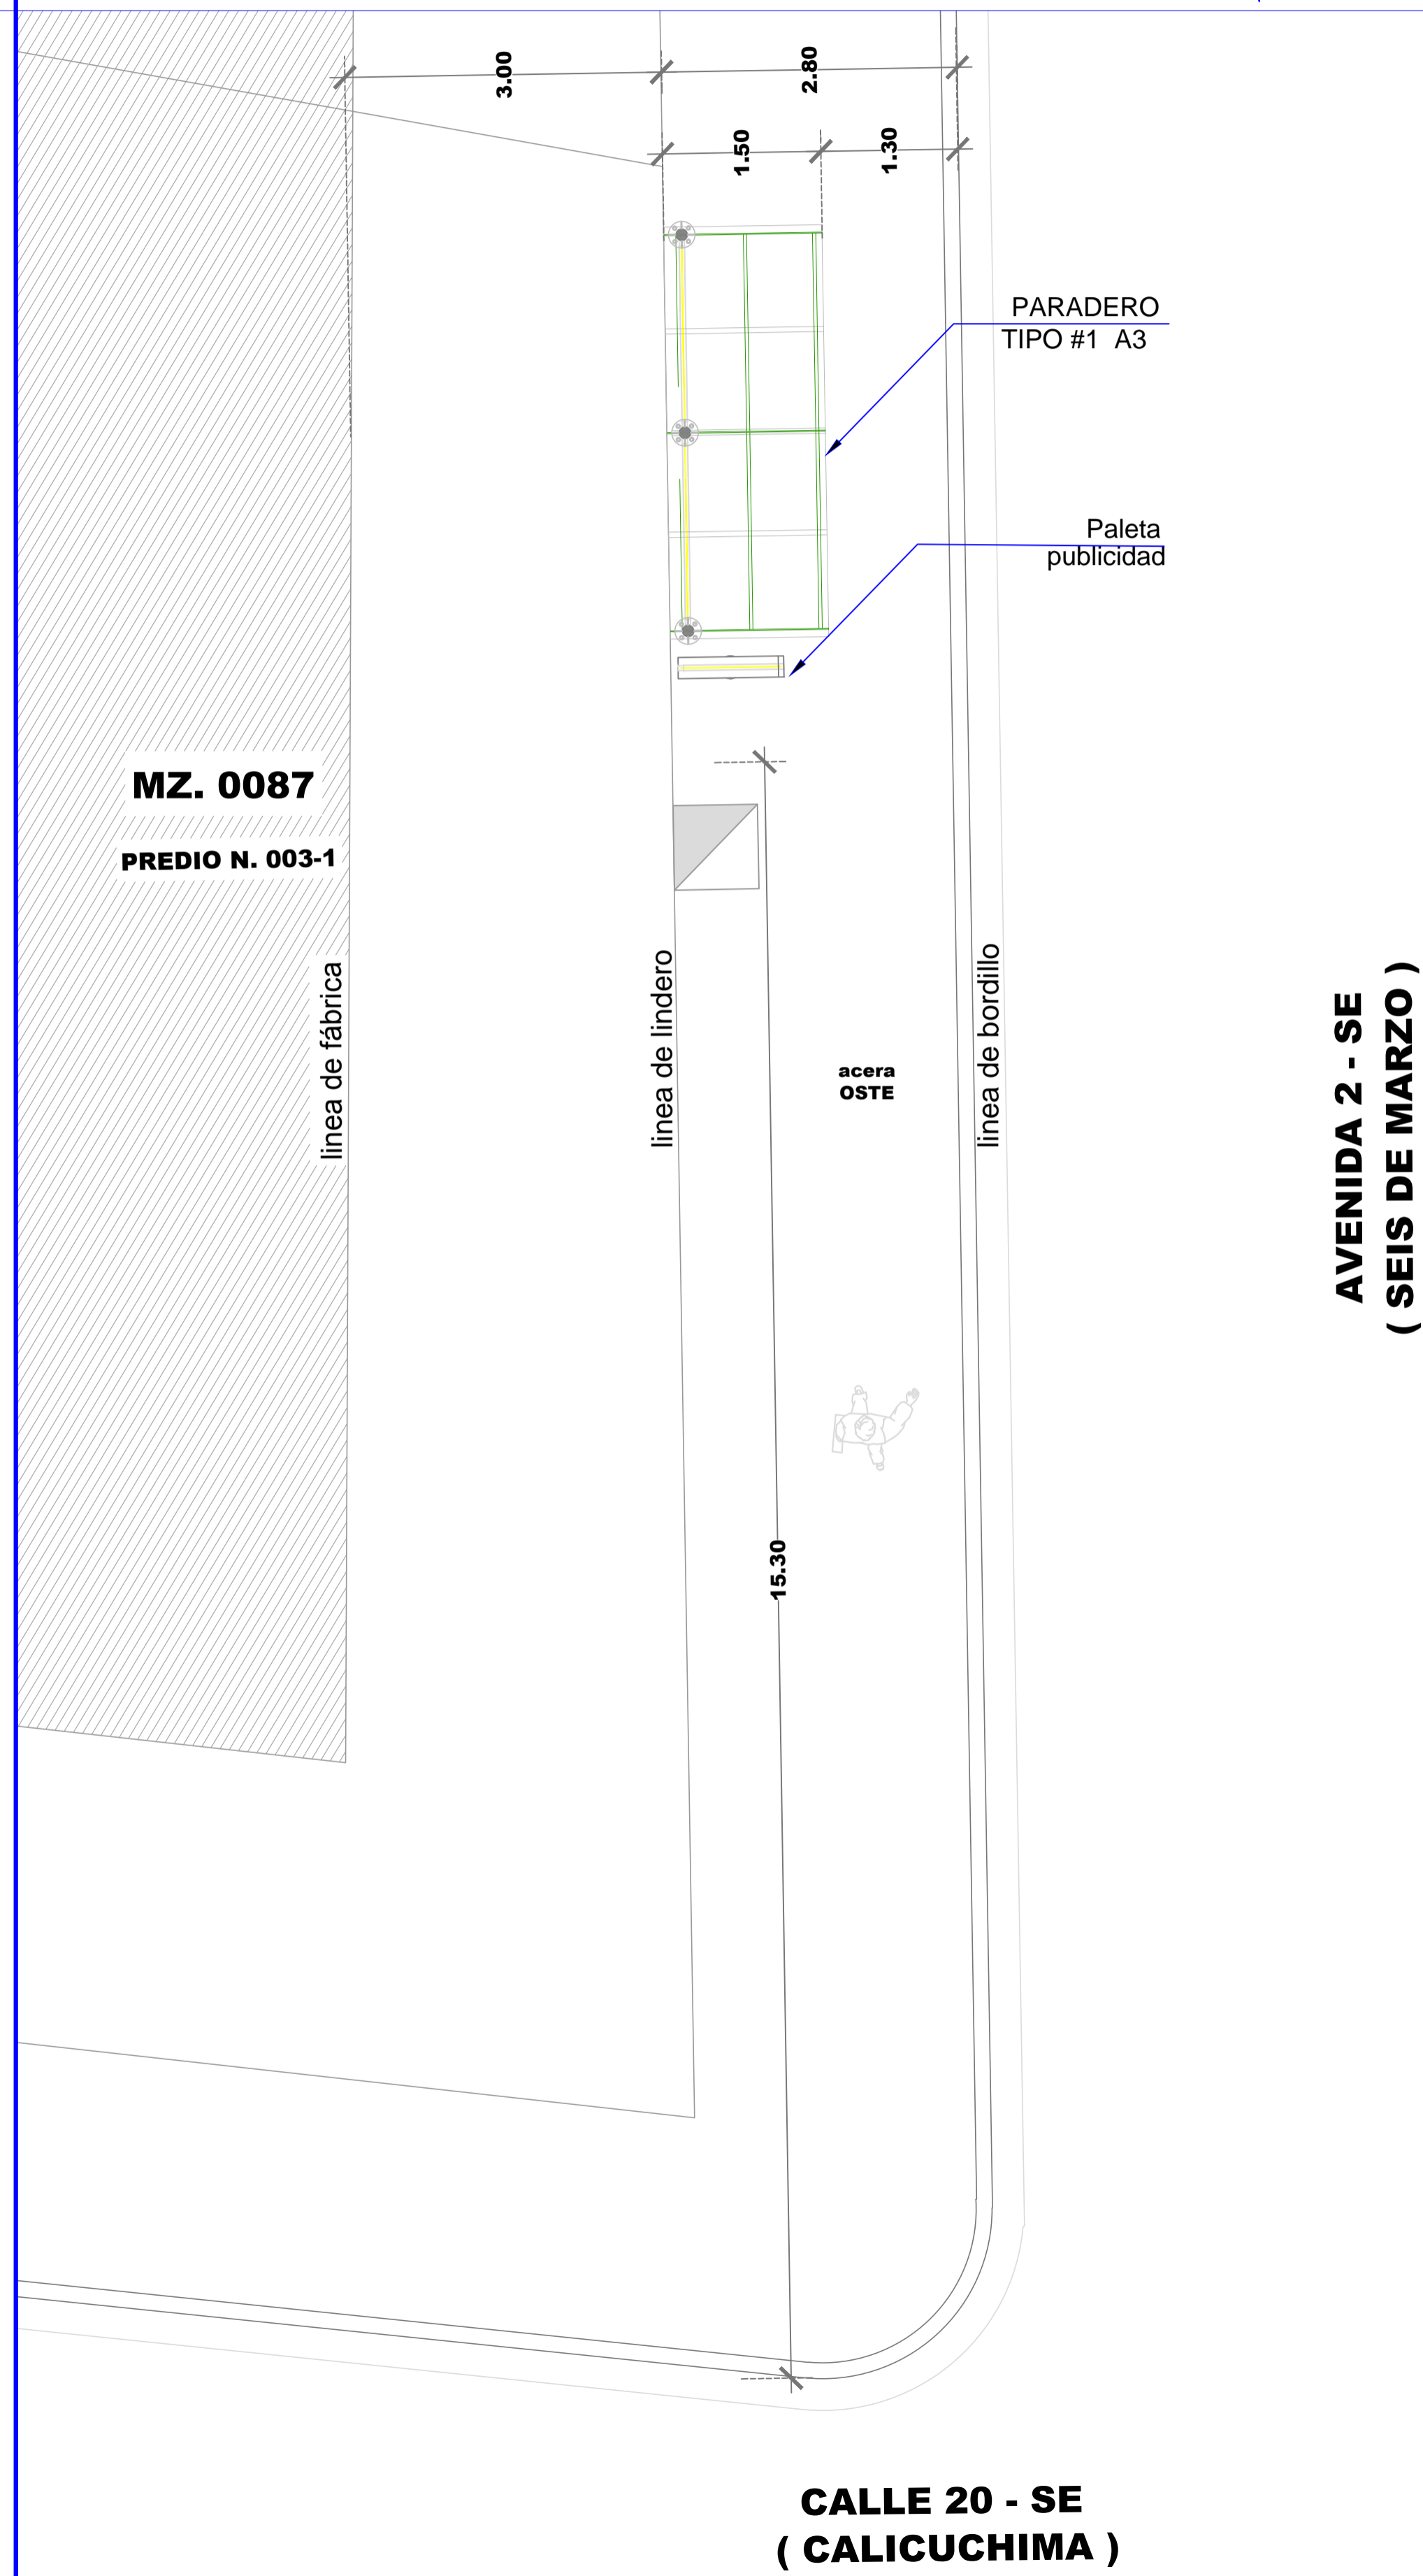 3.00
2.80
1.50
1.30
PARADERO
TIPO #1 A3
Paleta
publicidad
MZ. 0087
PREDIO N. 003-1
linea de fábrica
linea de lindero
linea de bordillo
acera
OSTE
AVENIDA 2 - SE
( SEIS DE MARZO )
15.30
CALLE 20 - SE
( CALICUCHIMA )